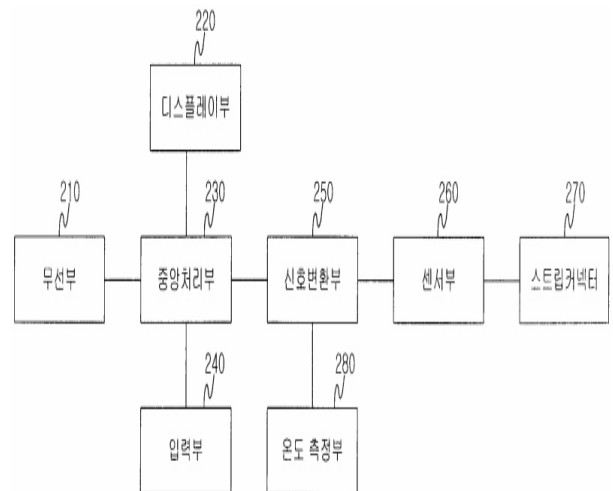 220
디스플레이부
210
230
250
260
270
무선부
중앙처리부
신호변환부
센서부
스트립커넥터
240
280
입력부
온도 측정부